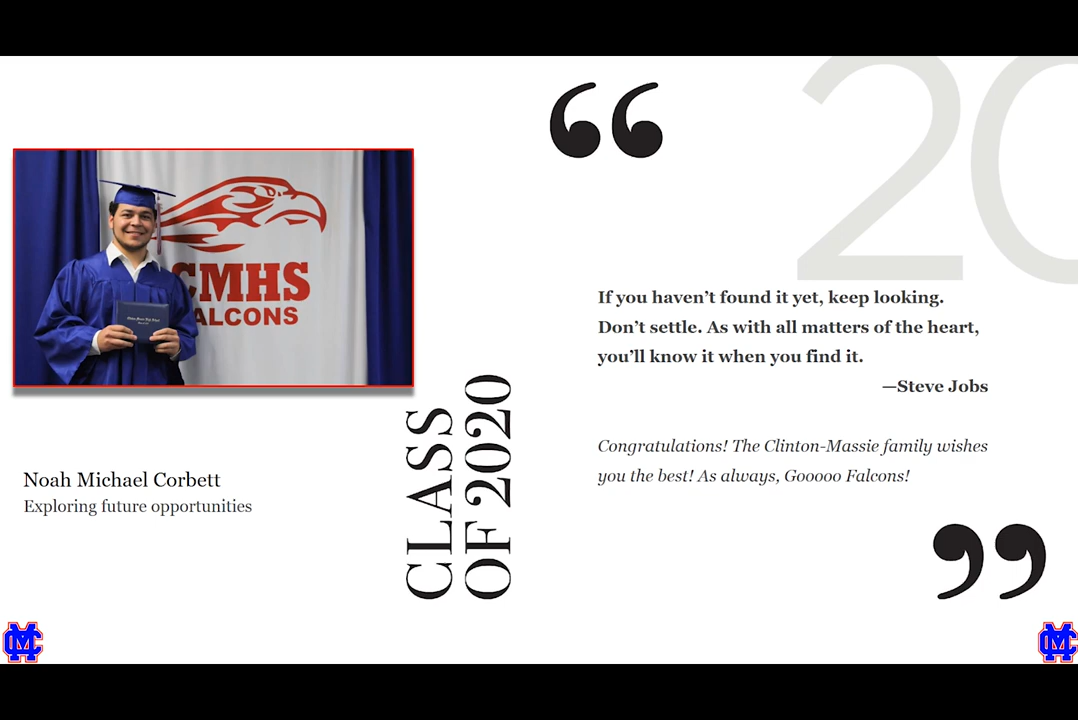 CMHS
ALCONS
Noah Michael Corbett
Exploring future opportunities
CLASS
OF 2020
20
If you haven’t found it yet, keep looking.
Don’t settle. As with all matters of the heart,
you’ll know it when you find it.
—Steve Jobs
Congratulations! The Clinton-Massie family wishes
you the best! As always, Gooooo Falcons!